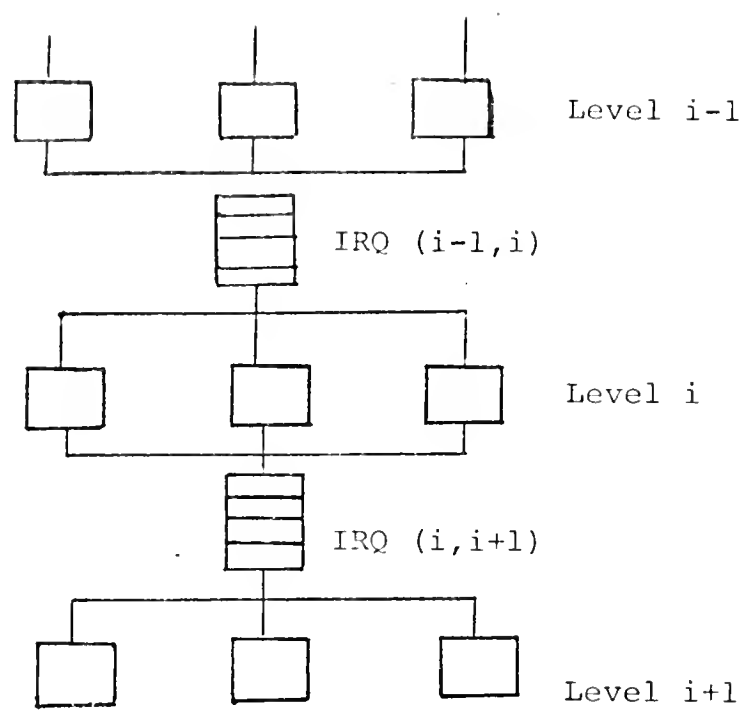 Level i-1
IRQ (i-1,i)
Level i
IRQ (i,i+1)
Level i+1